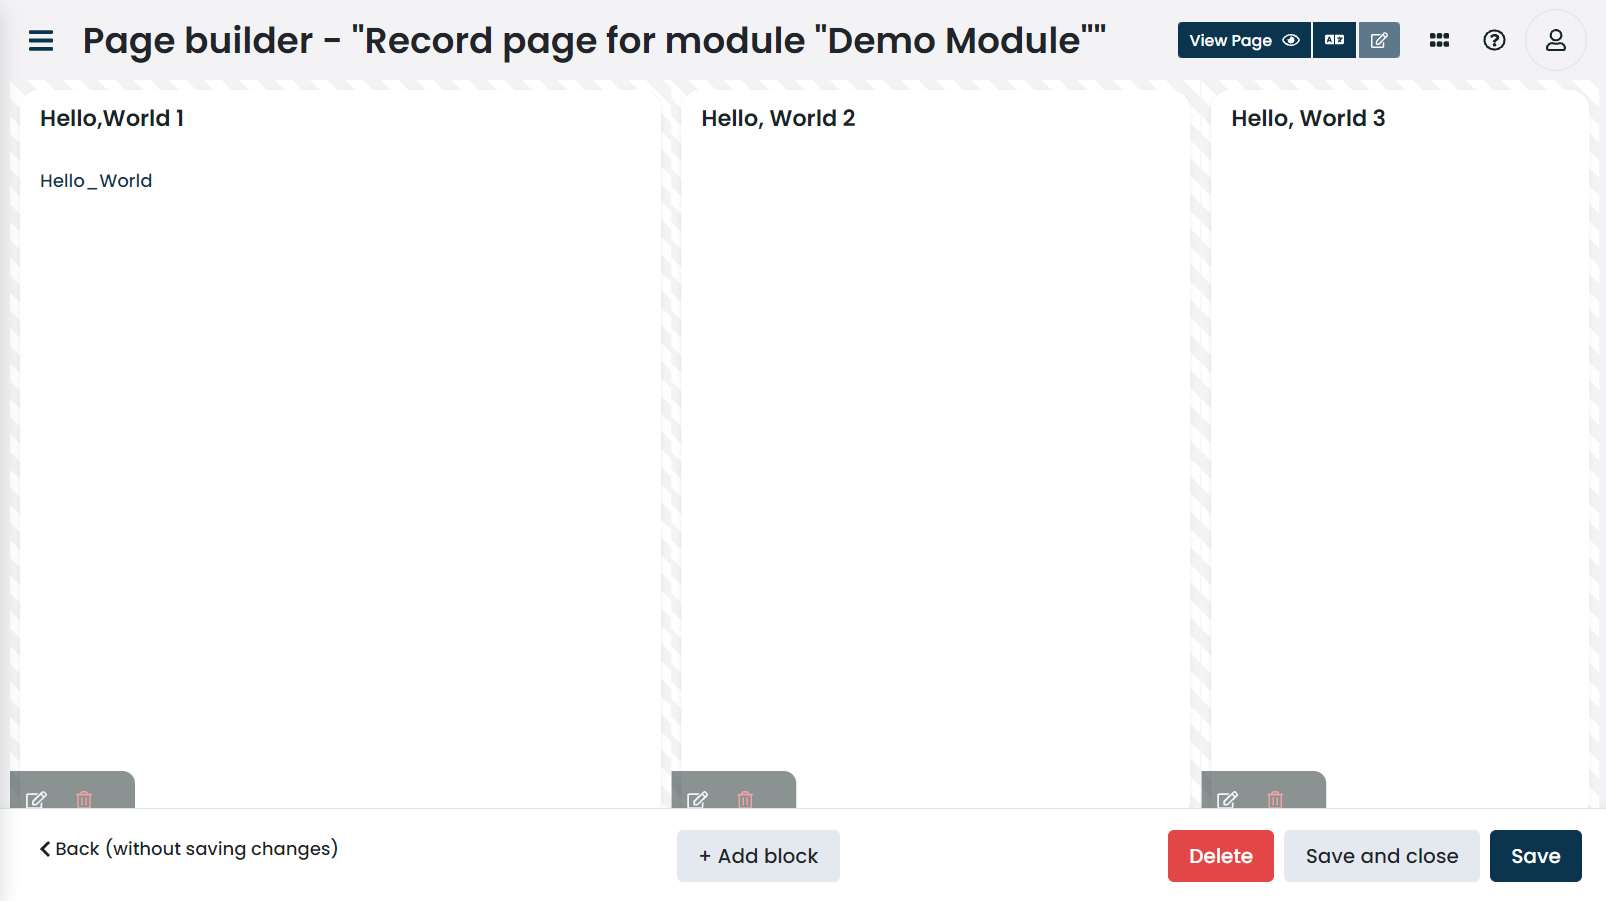 Page builder - "Record page for module "Demo Module""
View Page
Hello,World 1
Hello_World
Hello, World 2
Hello, World 3
Back (without saving changes)
+ Add block
Delete
Save and close
Save